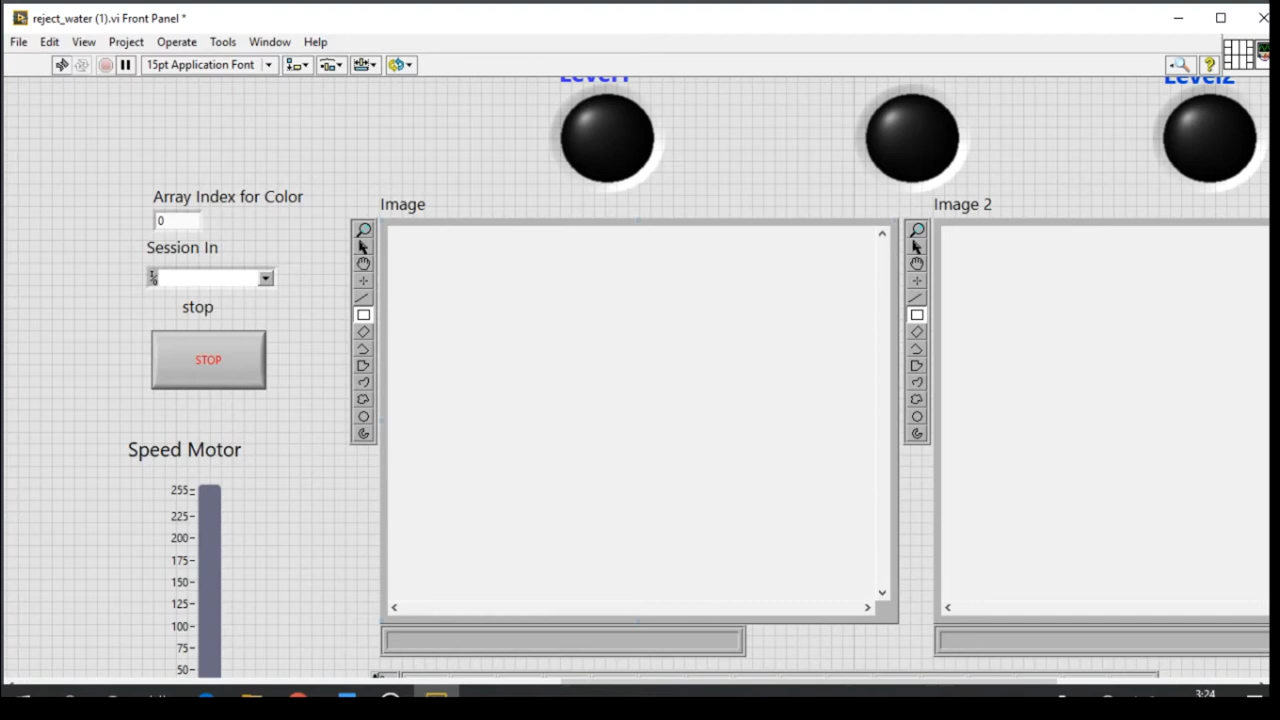 reject_water (1).vi Front Panel *
File Edit View Project Operate Tools Window Help
15pt Application Font
Level1
Level2
Array Index for Color
0
Session In
stop
STOP
Image
Image 2
Speed Motor
255
225
200
175
150
125
100
75
50
3:24